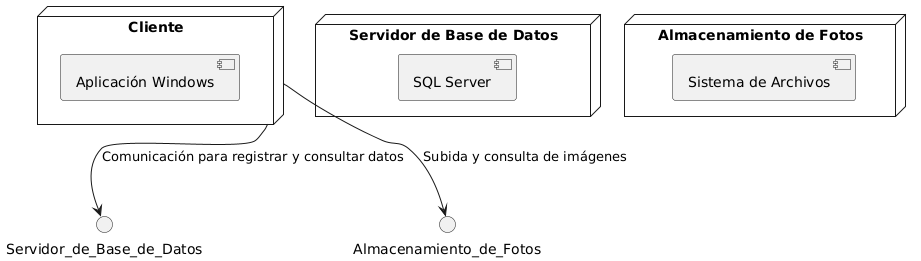 Cliente
Aplicación Windows
Servidor de Base de Datos
SQL Server
Almacenamiento de Fotos
Sistema de Archivos
Comunicación para registrar y consultar datos
Subida y consulta de imágenes
Servidor_de_Base_de_Datos
Almacenamiento_de_Fotos